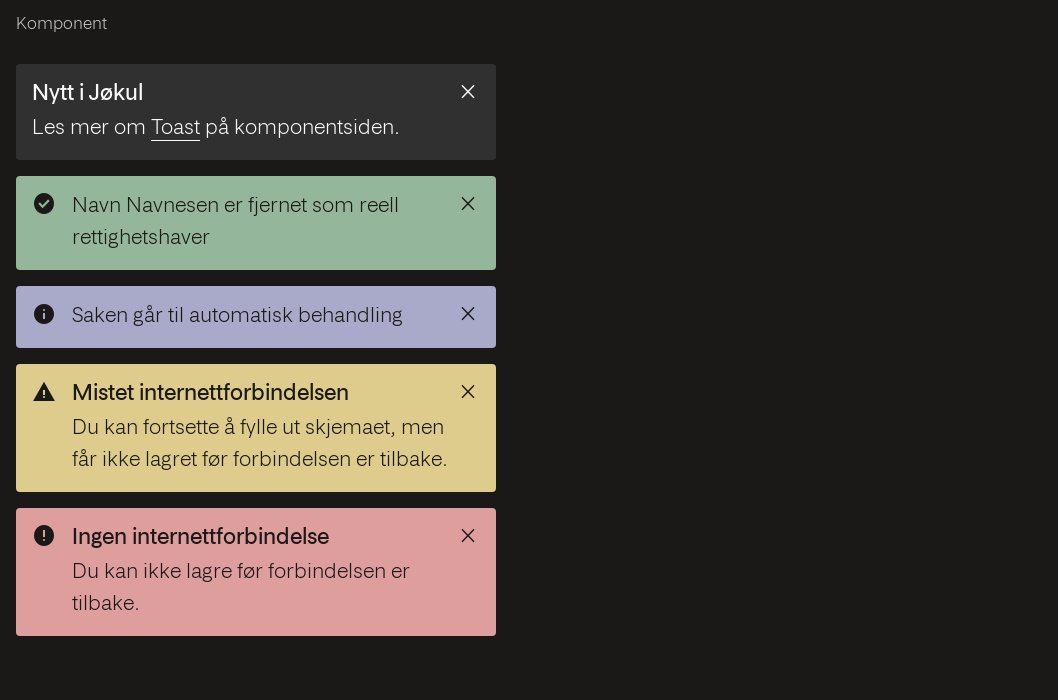 Komponent
Nytt i Jøkul
Les mer om Toast på komponentsiden.
Navn Navnesen er fjernet som reell
rettighetshaver
Saken går til automatisk behandling
Mistet internettforbindelsen
Du kan fortsette å fylle ut skjemaet, men
får ikke lagret før forbindelsen er tilbake.
Ingen internettforbindelse
Du kan ikke lagre før forbindelsen er
tilbake.